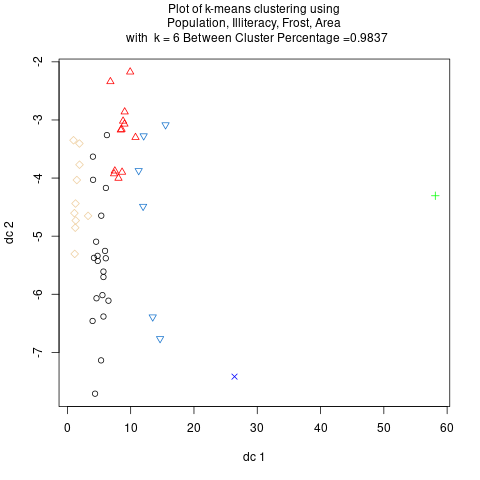 Plot of k-means clustering using
Population, Illiteracy, Frost, Area
with k = 6 Between Cluster Percentage =0.9837
-2
-3
-4
-5
-6
-7
dc 2
0 10 20 30 40 50 60
dc 1